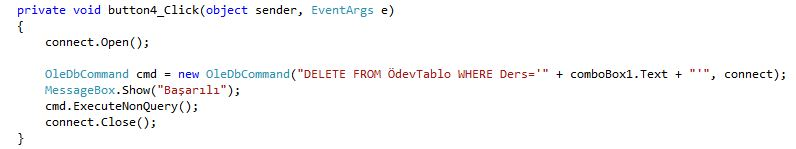 private void button4_Click(object sender, EventArgs e)
{
connect.Open();
OleDbCommand cmd = new OleDbCommand("DELETE FROM ÖdevTablo WHERE Ders='" + comboBox1.Text + "'", connect);
MessageBox.Show("Başarılı");
cmd.ExecuteNonQuery();
connect.Close();
}